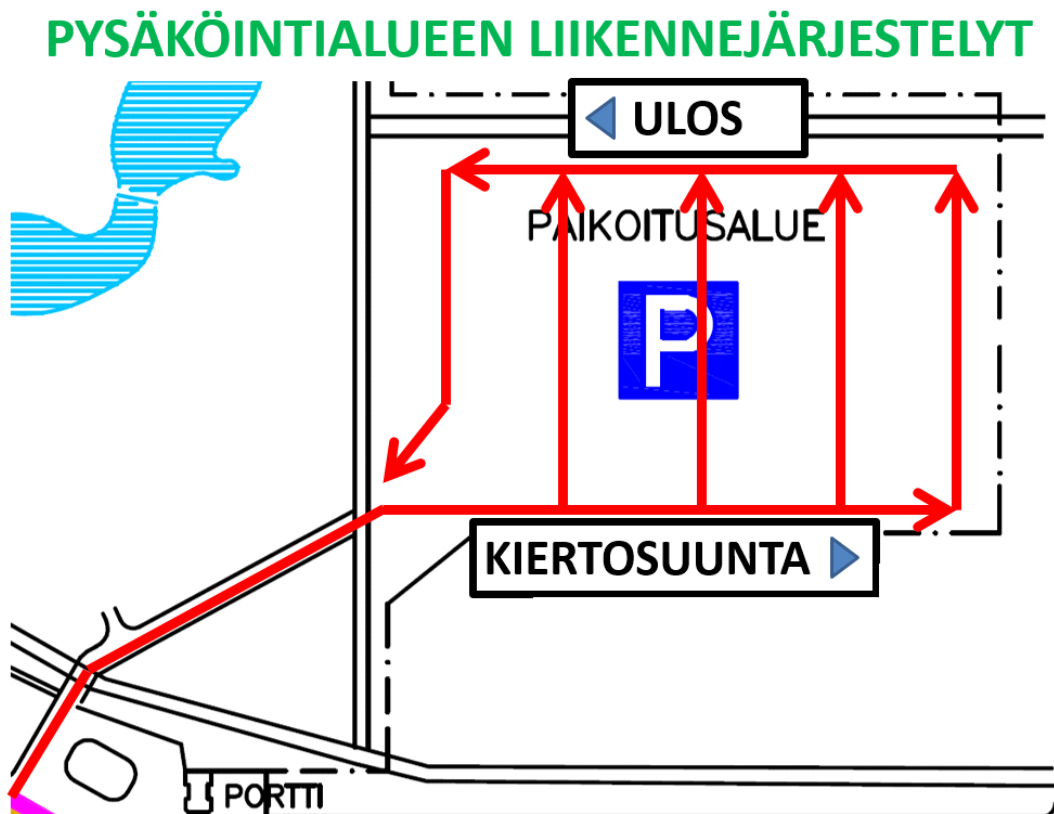 PYSÄKÖINTIALUEEN LIIKENNEJÄRJESTELYT
ULOS
PAIKOITUSALUE
P
KIERTOSUUNTA
PORTTI